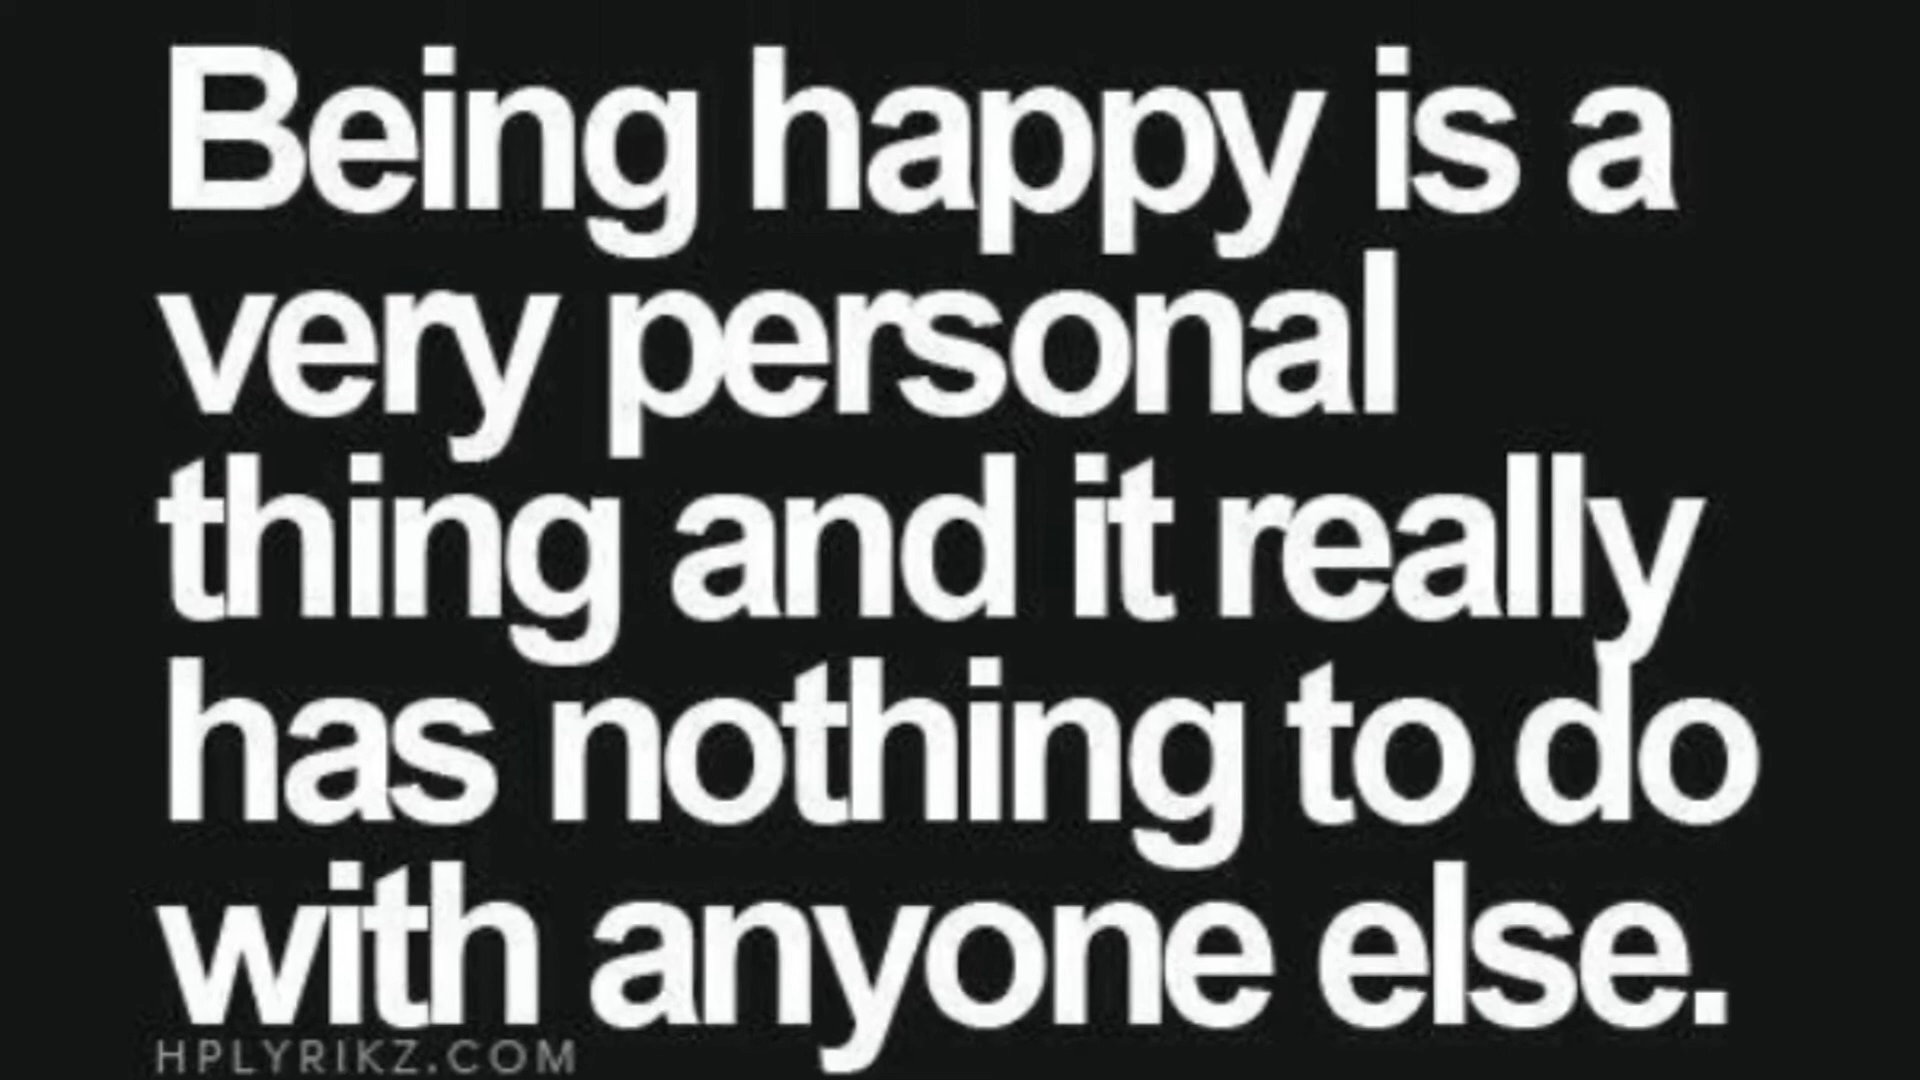 Being happy is a
very personal
thing and it really
has nothing to do
with anyone else.
HPLYRIKZ.COM